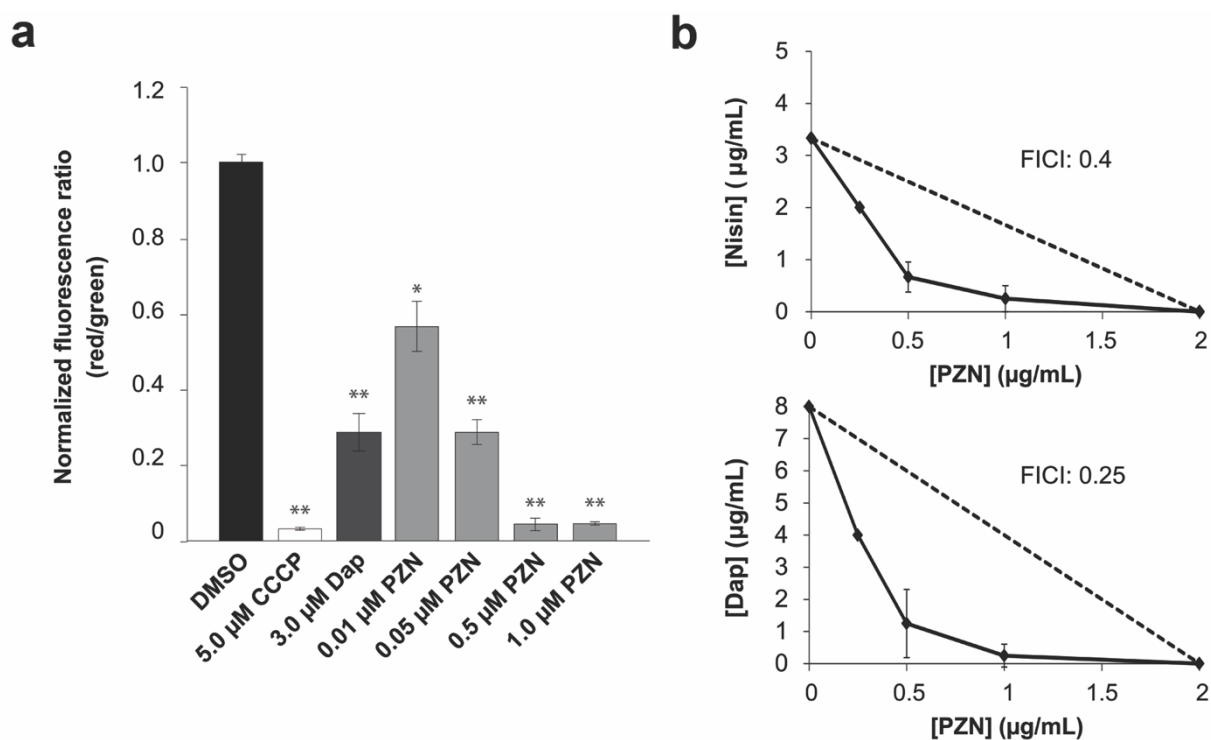 a
Normalized fluorescence ratio
(red/green)
1.2
1.0
0.8
0.6
0.4
0.2
0
**
**
*
**
**
**
DMSO
5.0 µM CCCP
3.0 µM Dap
0.01 µM PZN
0.05 µM PZN
0.5 µM PZN
1.0 µM PZN
b
[Nisin] ( µg/mL)
5
4
3
2
1
0
FICI: 0.4
0
0.5
1
1.5
2
[PZN] (µg/mL)
[Dap] (µg/mL)
8
7
6
5
4
3
2
1
0
FICI: 0.25
0
0.5
1
1.5
2
[PZN] (µg/mL)